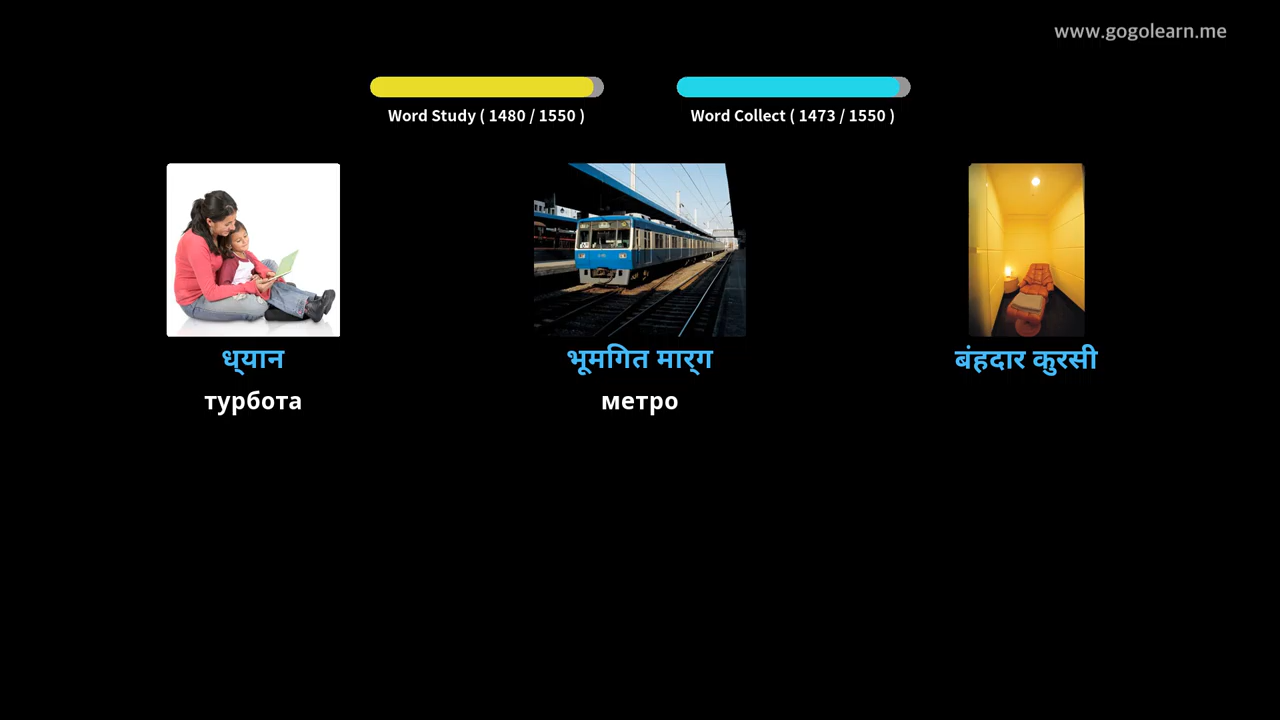 www.gogolearn.me
Word Study ( 1480 / 1550 )
Word Collect ( 1473 / 1550 )
ध्यान
भूमगित मार्ग
बंहदार कुरसी
турбота
метро